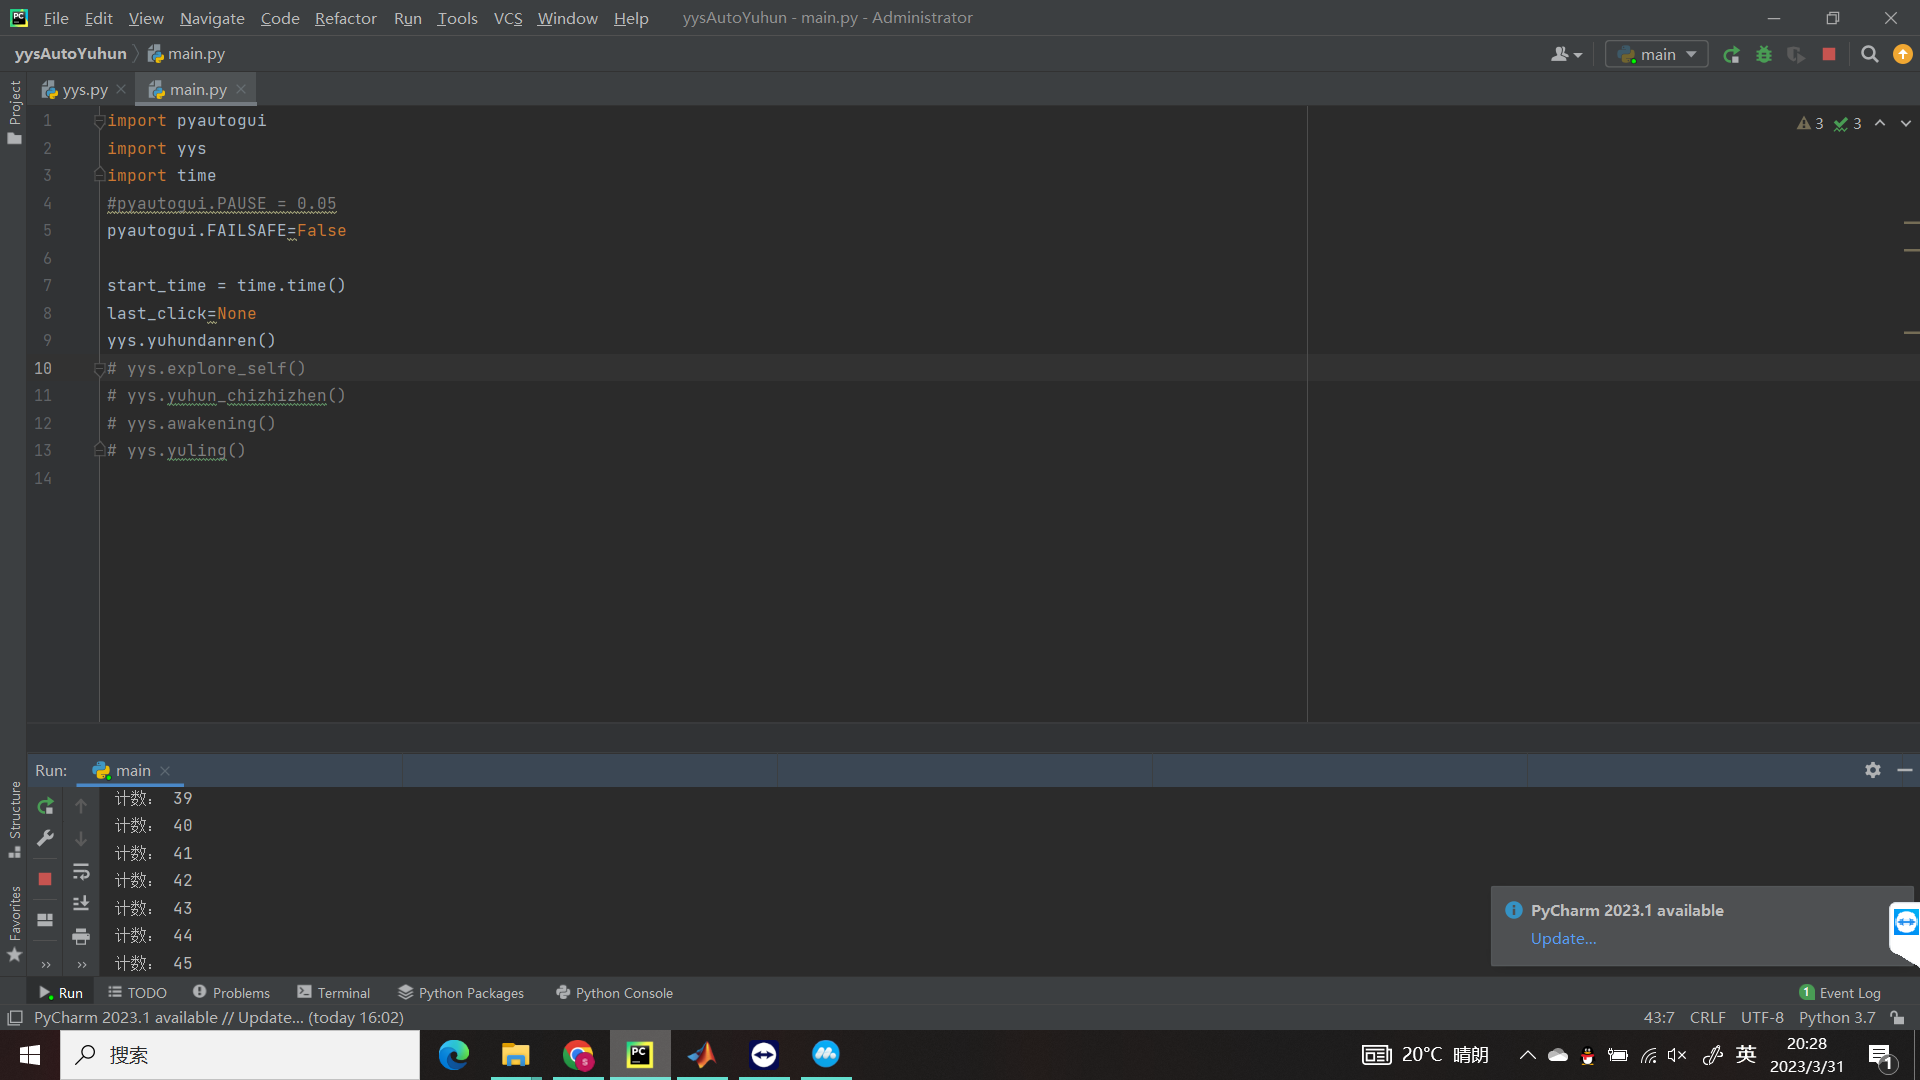 File Edit View Navigate Code Refactor Run Tools VCS Window Help yysAutoYuhun - main.py - Administrator
yysAutoYuhun main.py main
Project
yys.py main.py
1 import pyautogui
3 3
2 import yys
3 import time
4 #pyautogui.PAUSE = 0.05
5 pyautogui.FAILSAFE=False
6
7 start_time = time.time()
8 last_click=None
9 yys.yuhundanren()
10 # yys.explore_self()
11 # yys.yuhun_chizhizhen()
12 # yys.awakening()
13 # yys.yuling()
14
Run: main
Structure
Favorites
计数： 39
计数： 40
计数： 41
计数： 42
计数： 43
计数： 44
计数： 45
PyCharm 2023.1 available
Update...
Run TODO Problems Terminal Python Packages Python Console 1 Event Log
PyCharm 2023.1 available // Update... (today 16:02) 43:7 CRLF UTF-8 Python 3.7
搜索 PC 20°C 晴朗 英 20:28
2023/3/31 1